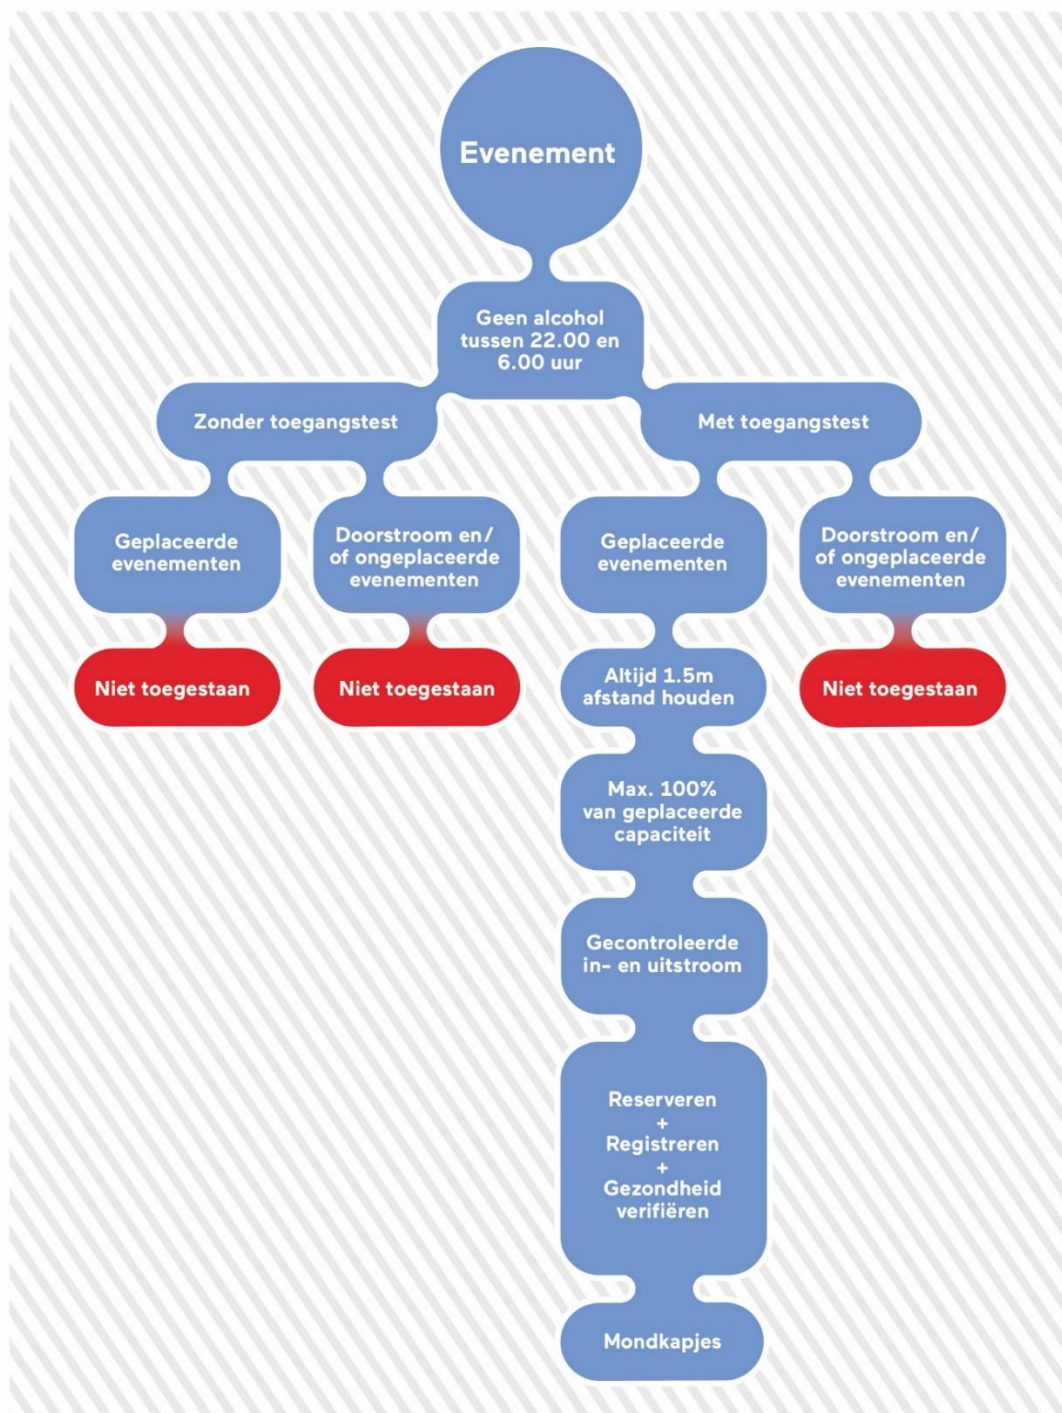 Evenement
Geen alcohol
tussen 22.00 en
6.00 uur
Zonder toegangstest
Met toegangstest
Geplaceerde
evenementen
Doorstroom en/
of ongeplaceerde
evenementen
Geplaceerde
evenementen
Doorstroom en/
of ongeplaceerde
evenementen
Niet toegestaan
Niet toegestaan
Altijd 1.5m
afstand houden
Niet toegestaan
Max. 100%
van geplaceerde
capaciteit
Gecontroleerde
in- en uitstroom
Reserveren
+
Registreren
+
Gezondheid
verifiëren
Mondkapjes